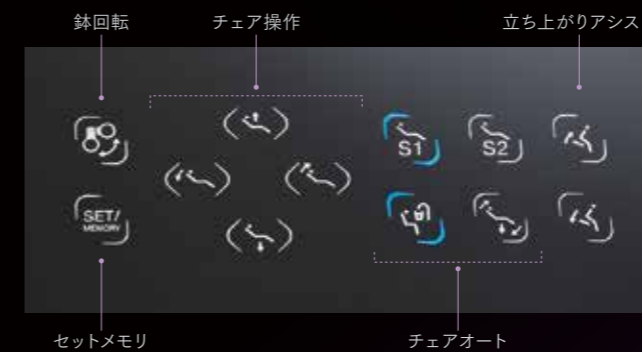 鉢回転
チェア操作
立ち上がりアシス
S1
S2
SET/
MEMORY
セットメモリ
チェアオート